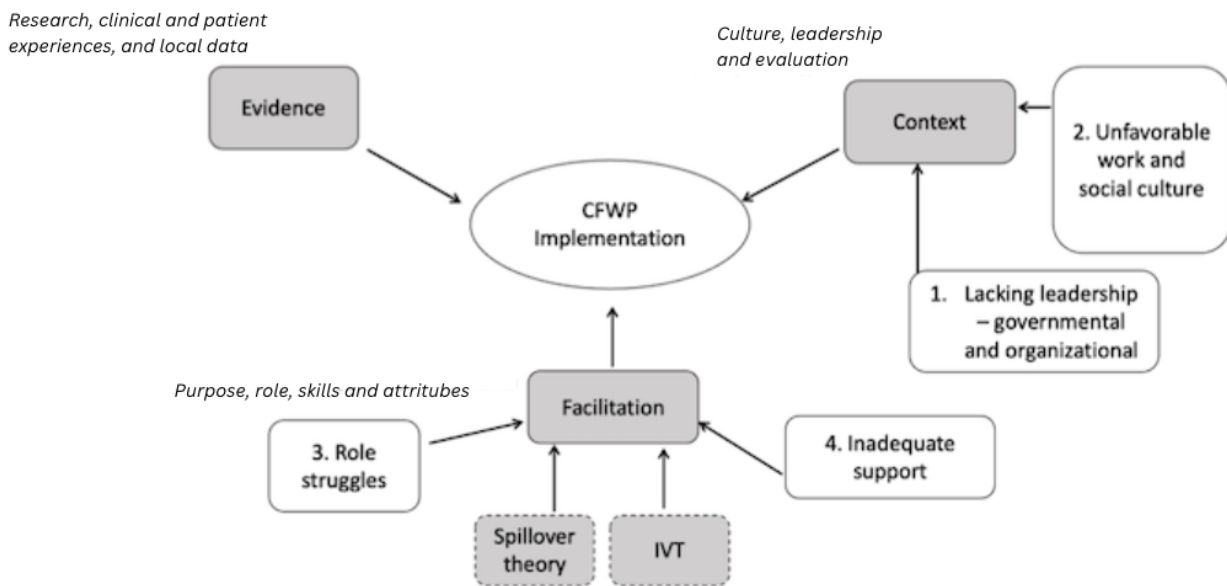 Research, clinical and patient
experiences, and local data
Culture, leadership
and evaluation
Evidence
Context
2. Unfavorable
work and
social culture
CFWP
Implementation
1. Lacking leadership
– governmental
and organizational
Purpose, role, skills and attritubes
Facilitation
3. Role
struggles
4. Inadequate
support
Spillover
theory
IVT